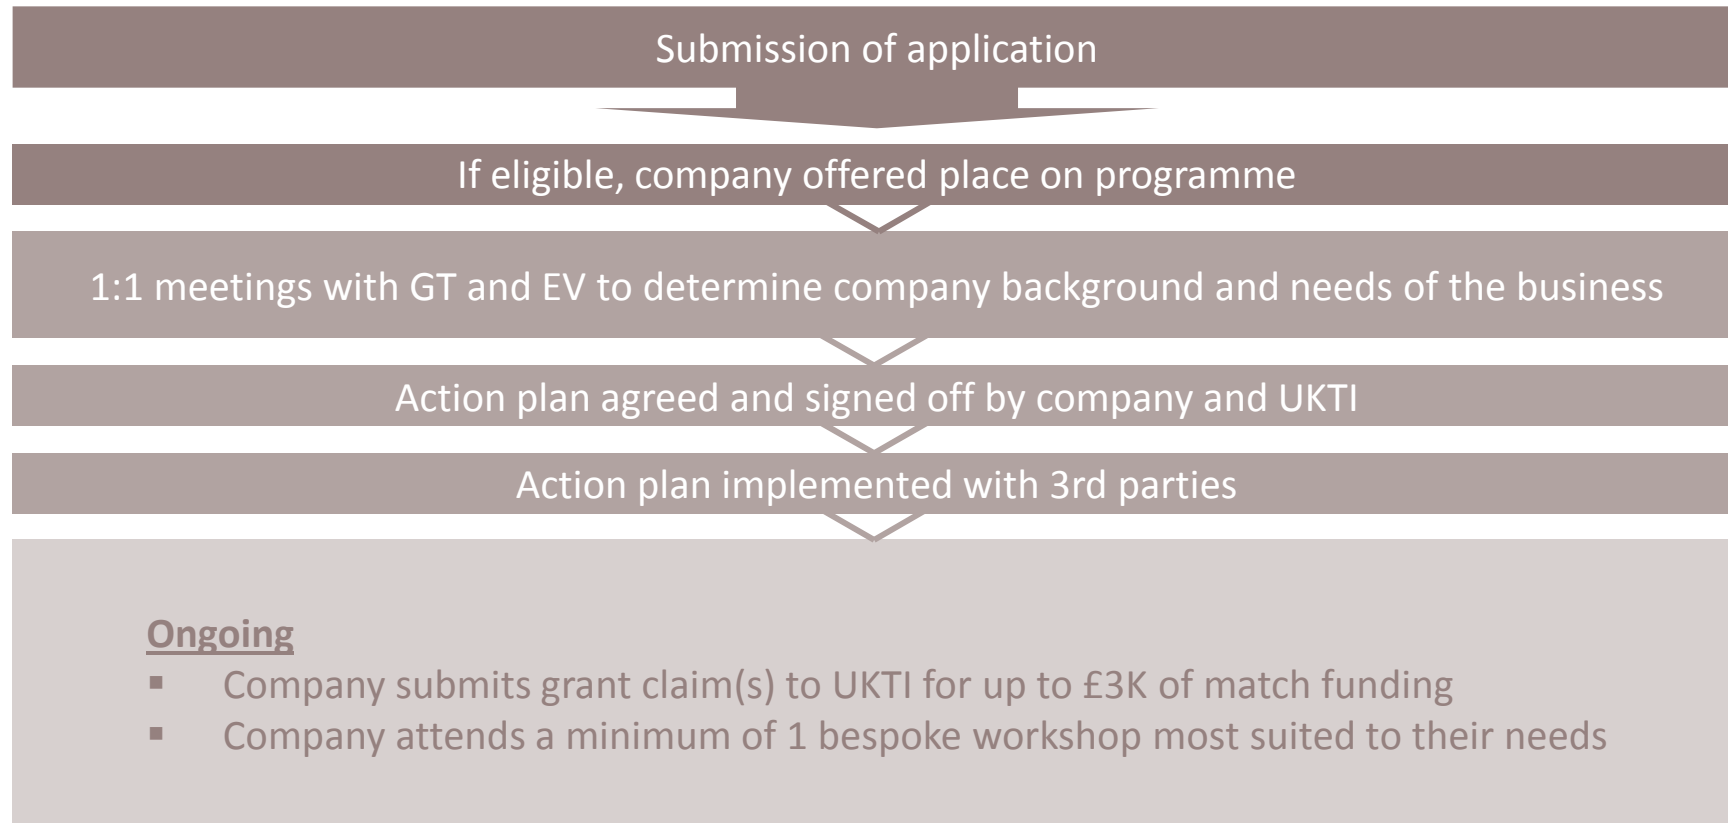 Submission of application
If eligible, company offered place on programme
1:1 meetings with GT and EV to determine company background and needs of the business
Action plan agreed and signed off by company and UKTI
Action plan implemented with 3rd parties
Ongoing
▪ Company submits grant claim(s) to UKTI for up to £3K of match funding
▪ Company attends a minimum of 1 bespoke workshop most suited to their needs